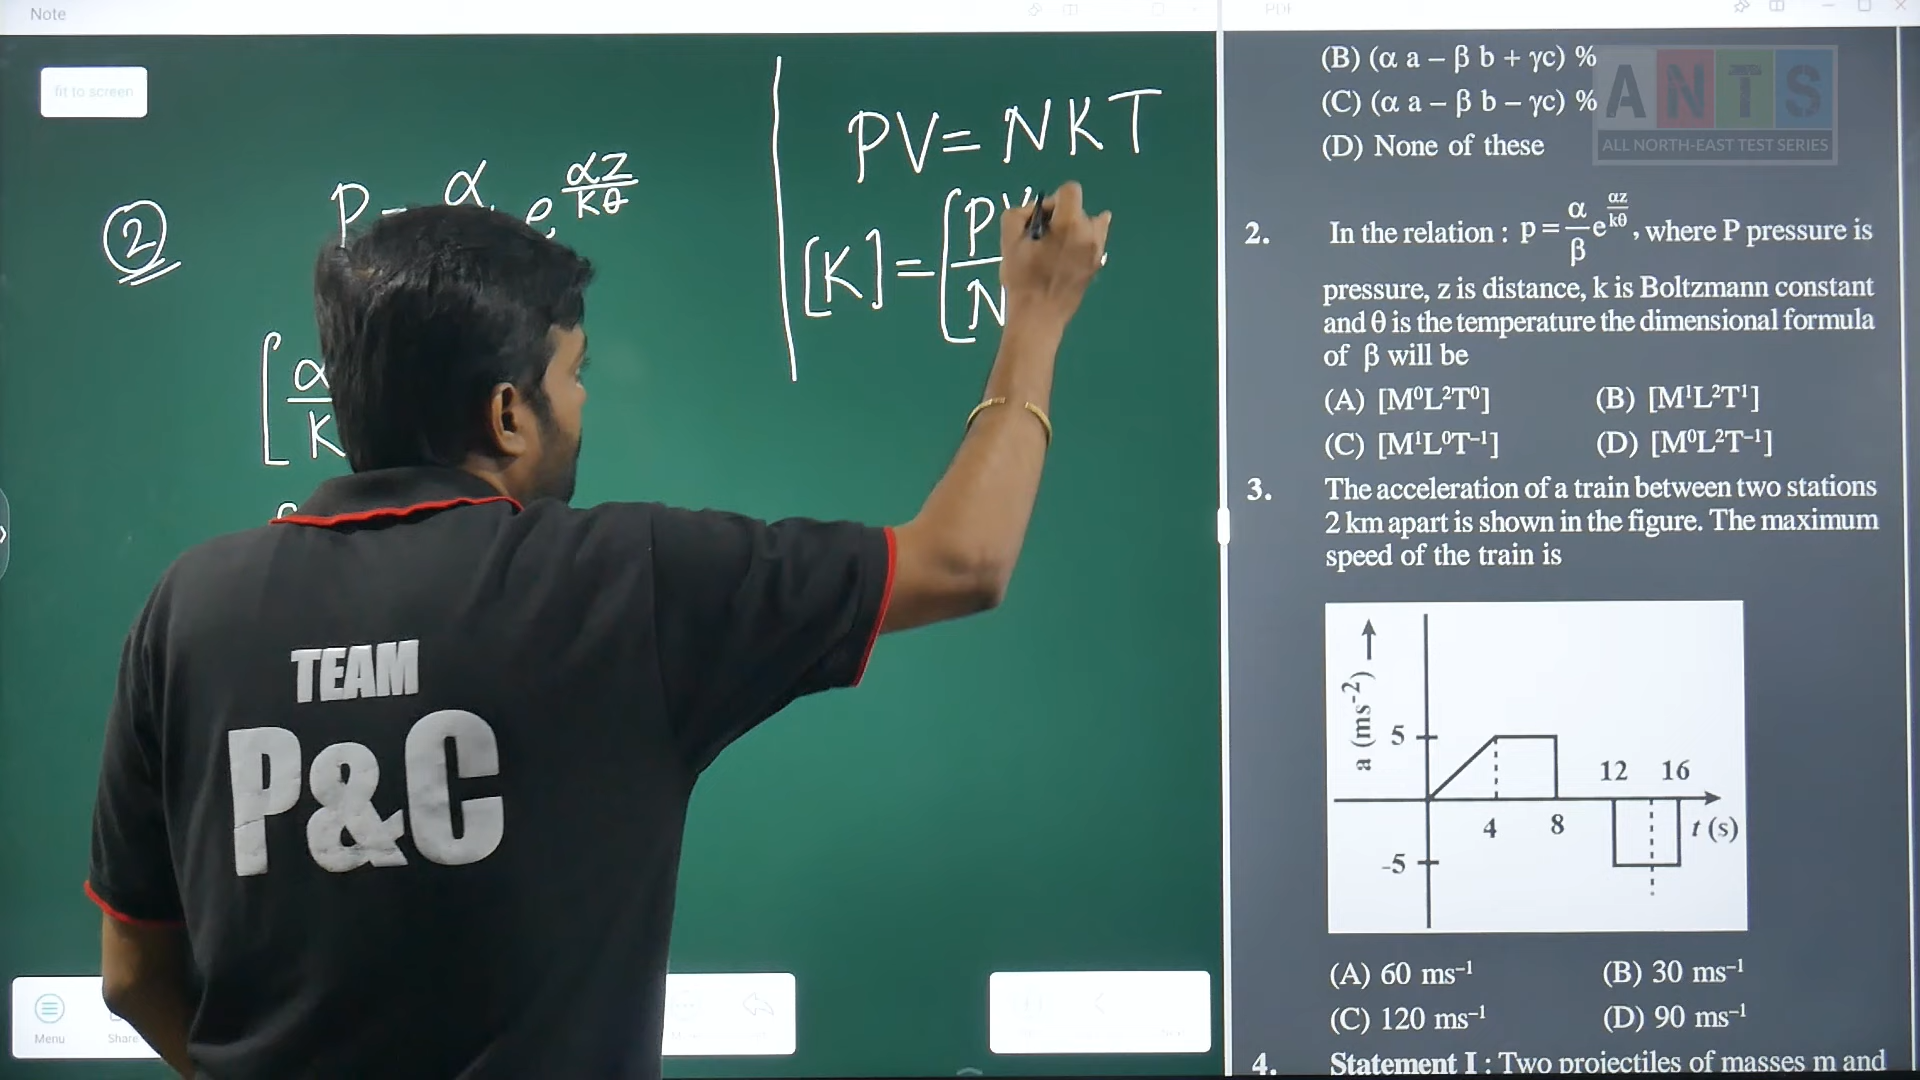 Note
PDF
fit to screen
②
P = α e^(αz/kθ)
[α
K
PV = NKT
[K] = [PV
N
TEAM
P&C
Menu
Share
(B) (α a – β b + γc) %
(C) (α a – β b – γc) %
(D) None of these
ANTS
ALL NORTH-EAST TEST SERIES
2. In the relation : p = α/β e^(αz/kθ), where P pressure is
pressure, z is distance, k is Boltzmann constant
and θ is the temperature the dimensional formula
of β will be
(A) [M⁰L²T⁰] (B) [M¹L²T¹]
(C) [M¹L⁰T⁻¹] (D) [M⁰L²T⁻¹]
3. The acceleration of a train between two stations
2 km apart is shown in the figure. The maximum
speed of the train is
a (ms⁻²) →
5
12 16
4 8 t (s)
-5
(A) 60 ms⁻¹ (B) 30 ms⁻¹
(C) 120 ms⁻¹ (D) 90 ms⁻¹
4. Statement I : Two projectiles of masses m and